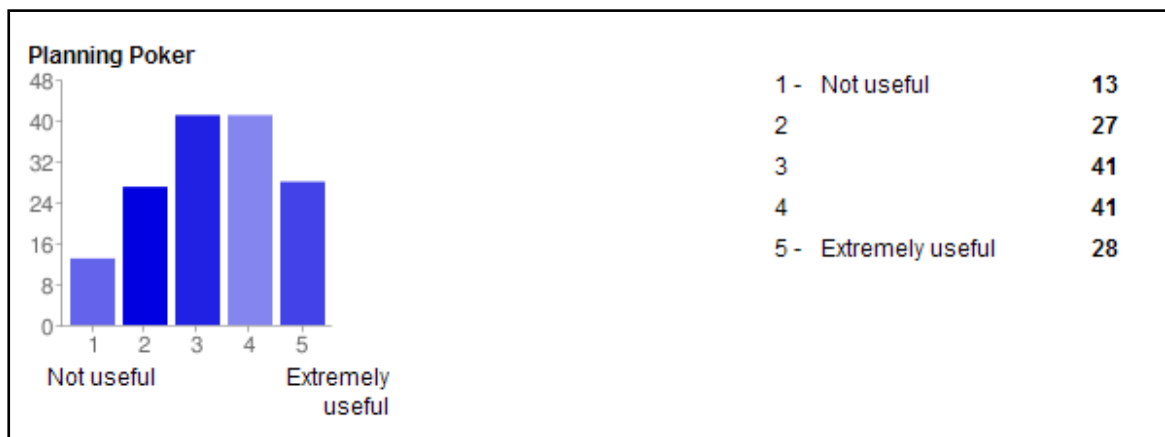 Planning Poker
48
40
32
24
16
8
0
1 2 3 4 5
Not useful Extremely
useful
1 - Not useful 13
2 27
3 41
4 41
5 - Extremely useful 28